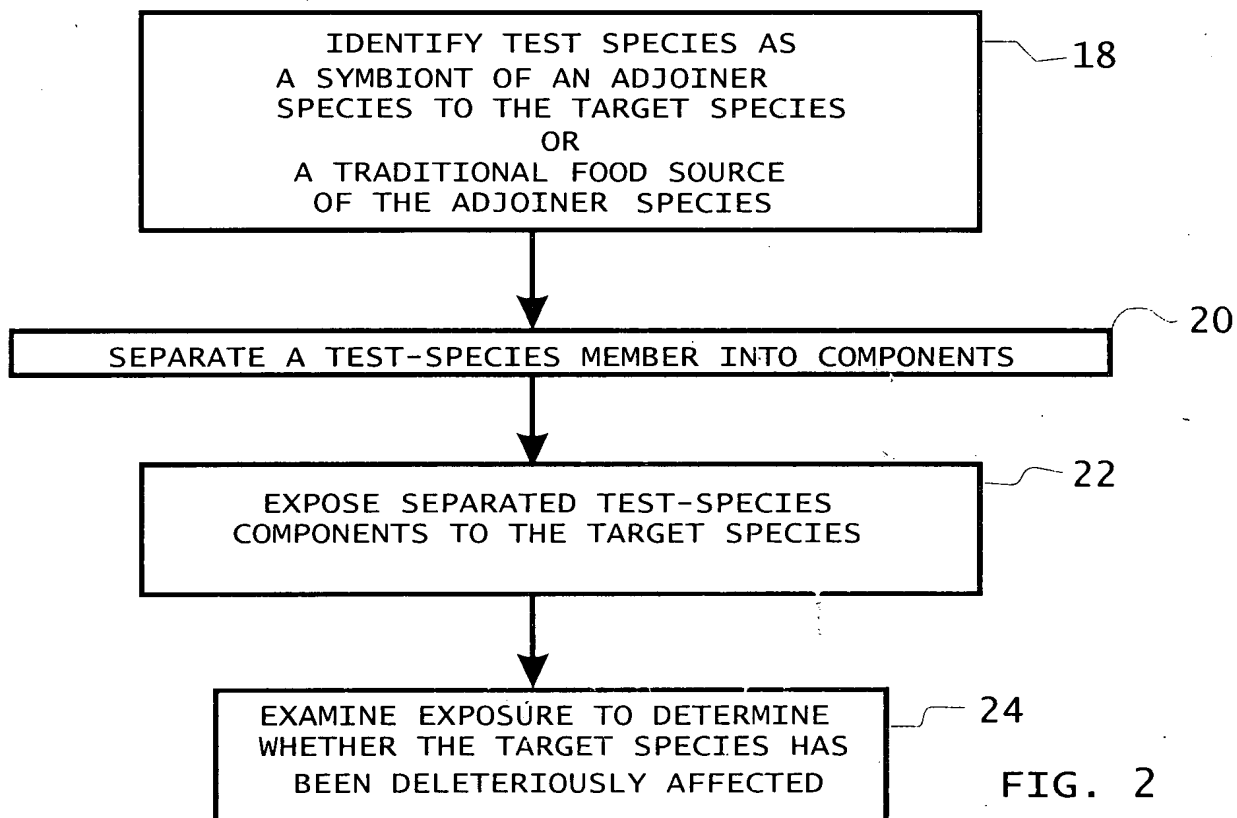 IDENTIFY TEST SPECIES AS
A SYMBIONT OF AN ADJOINER
SPECIES TO THE TARGET SPECIES
OR
A TRADITIONAL FOOD SOURCE
OF THE ADJOINER SPECIES
18
20
SEPARATE A TEST-SPECIES MEMBER INTO COMPONENTS
22
EXPOSE SEPARATED TEST-SPECIES
COMPONENTS TO THE TARGET SPECIES
24
EXAMINE EXPOSURE TO DETERMINE
WHETHER THE TARGET SPECIES HAS
BEEN DELETERIOUSLY AFFECTED
FIG. 2